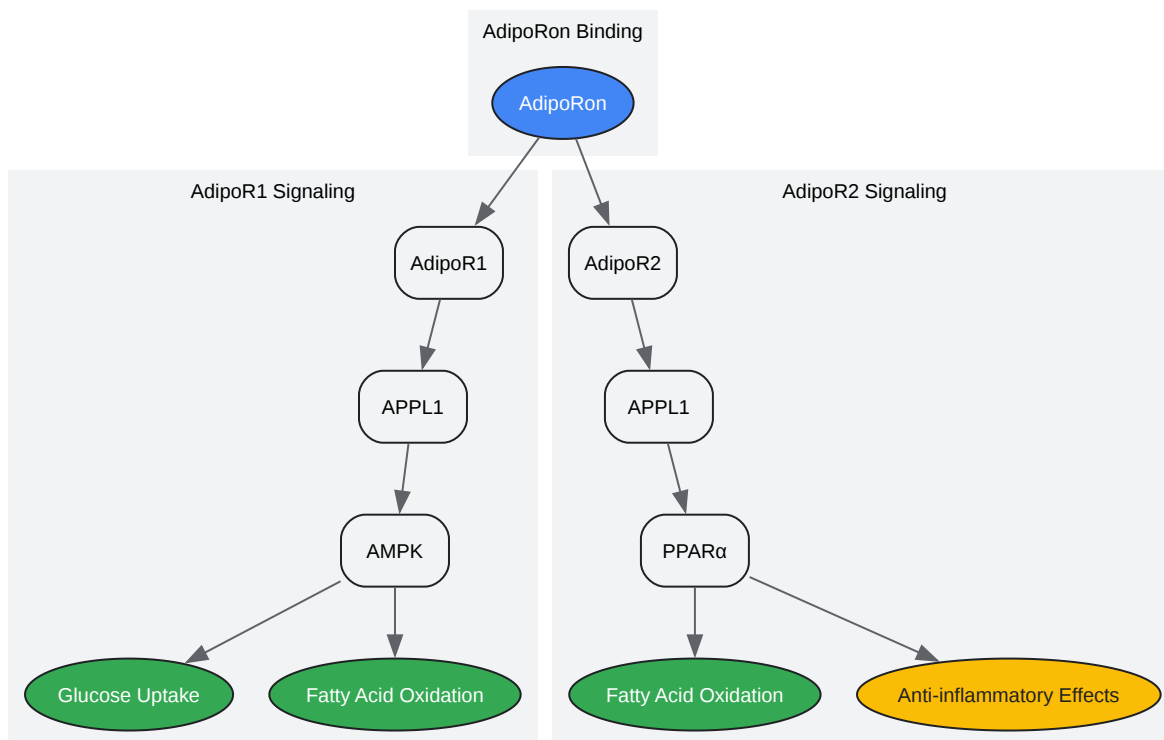 AdipoRon Binding
AdipoRon
AdipoR1 Signaling
AdipoR2 Signaling
AdipoR1
AdipoR2
APPL1
APPL1
AMPK
PPARα
Glucose Uptake
Fatty Acid Oxidation
Fatty Acid Oxidation
Anti-inflammatory Effects